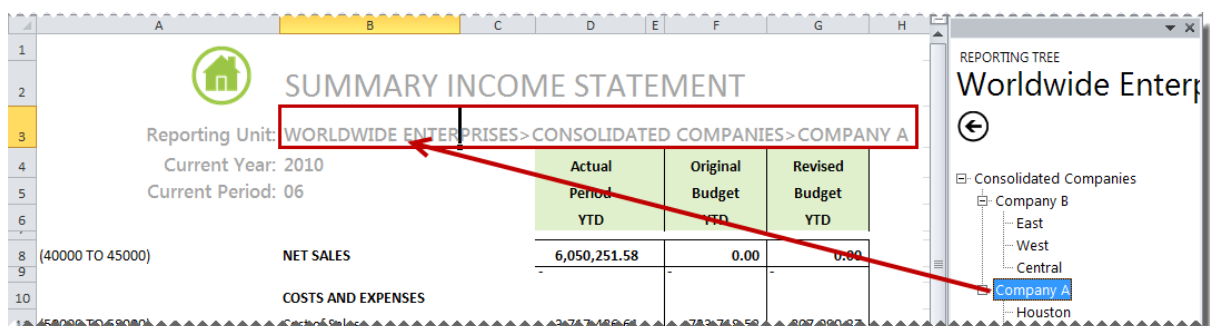 A B C D E F G H
1
2 SUMMARY INCOME STATEMENT
3 Reporting Unit: WORLDWIDE ENTERPRISES>CONSOLIDATED COMPANIES>COMPANY A
4 Current Year: 2010 Actual Original Revised
5 Current Period: 06 Period Budget Budget
6 YTD YTD YTD
8 (40000 TO 45000) NET SALES 6,050,251.58 0.00 0.00
9 - - -
10 COSTS AND EXPENSES
REPORTING TREE
Worldwide Enterp
Consolidated Companies
Company B
East
West
Central
Company A
Houston